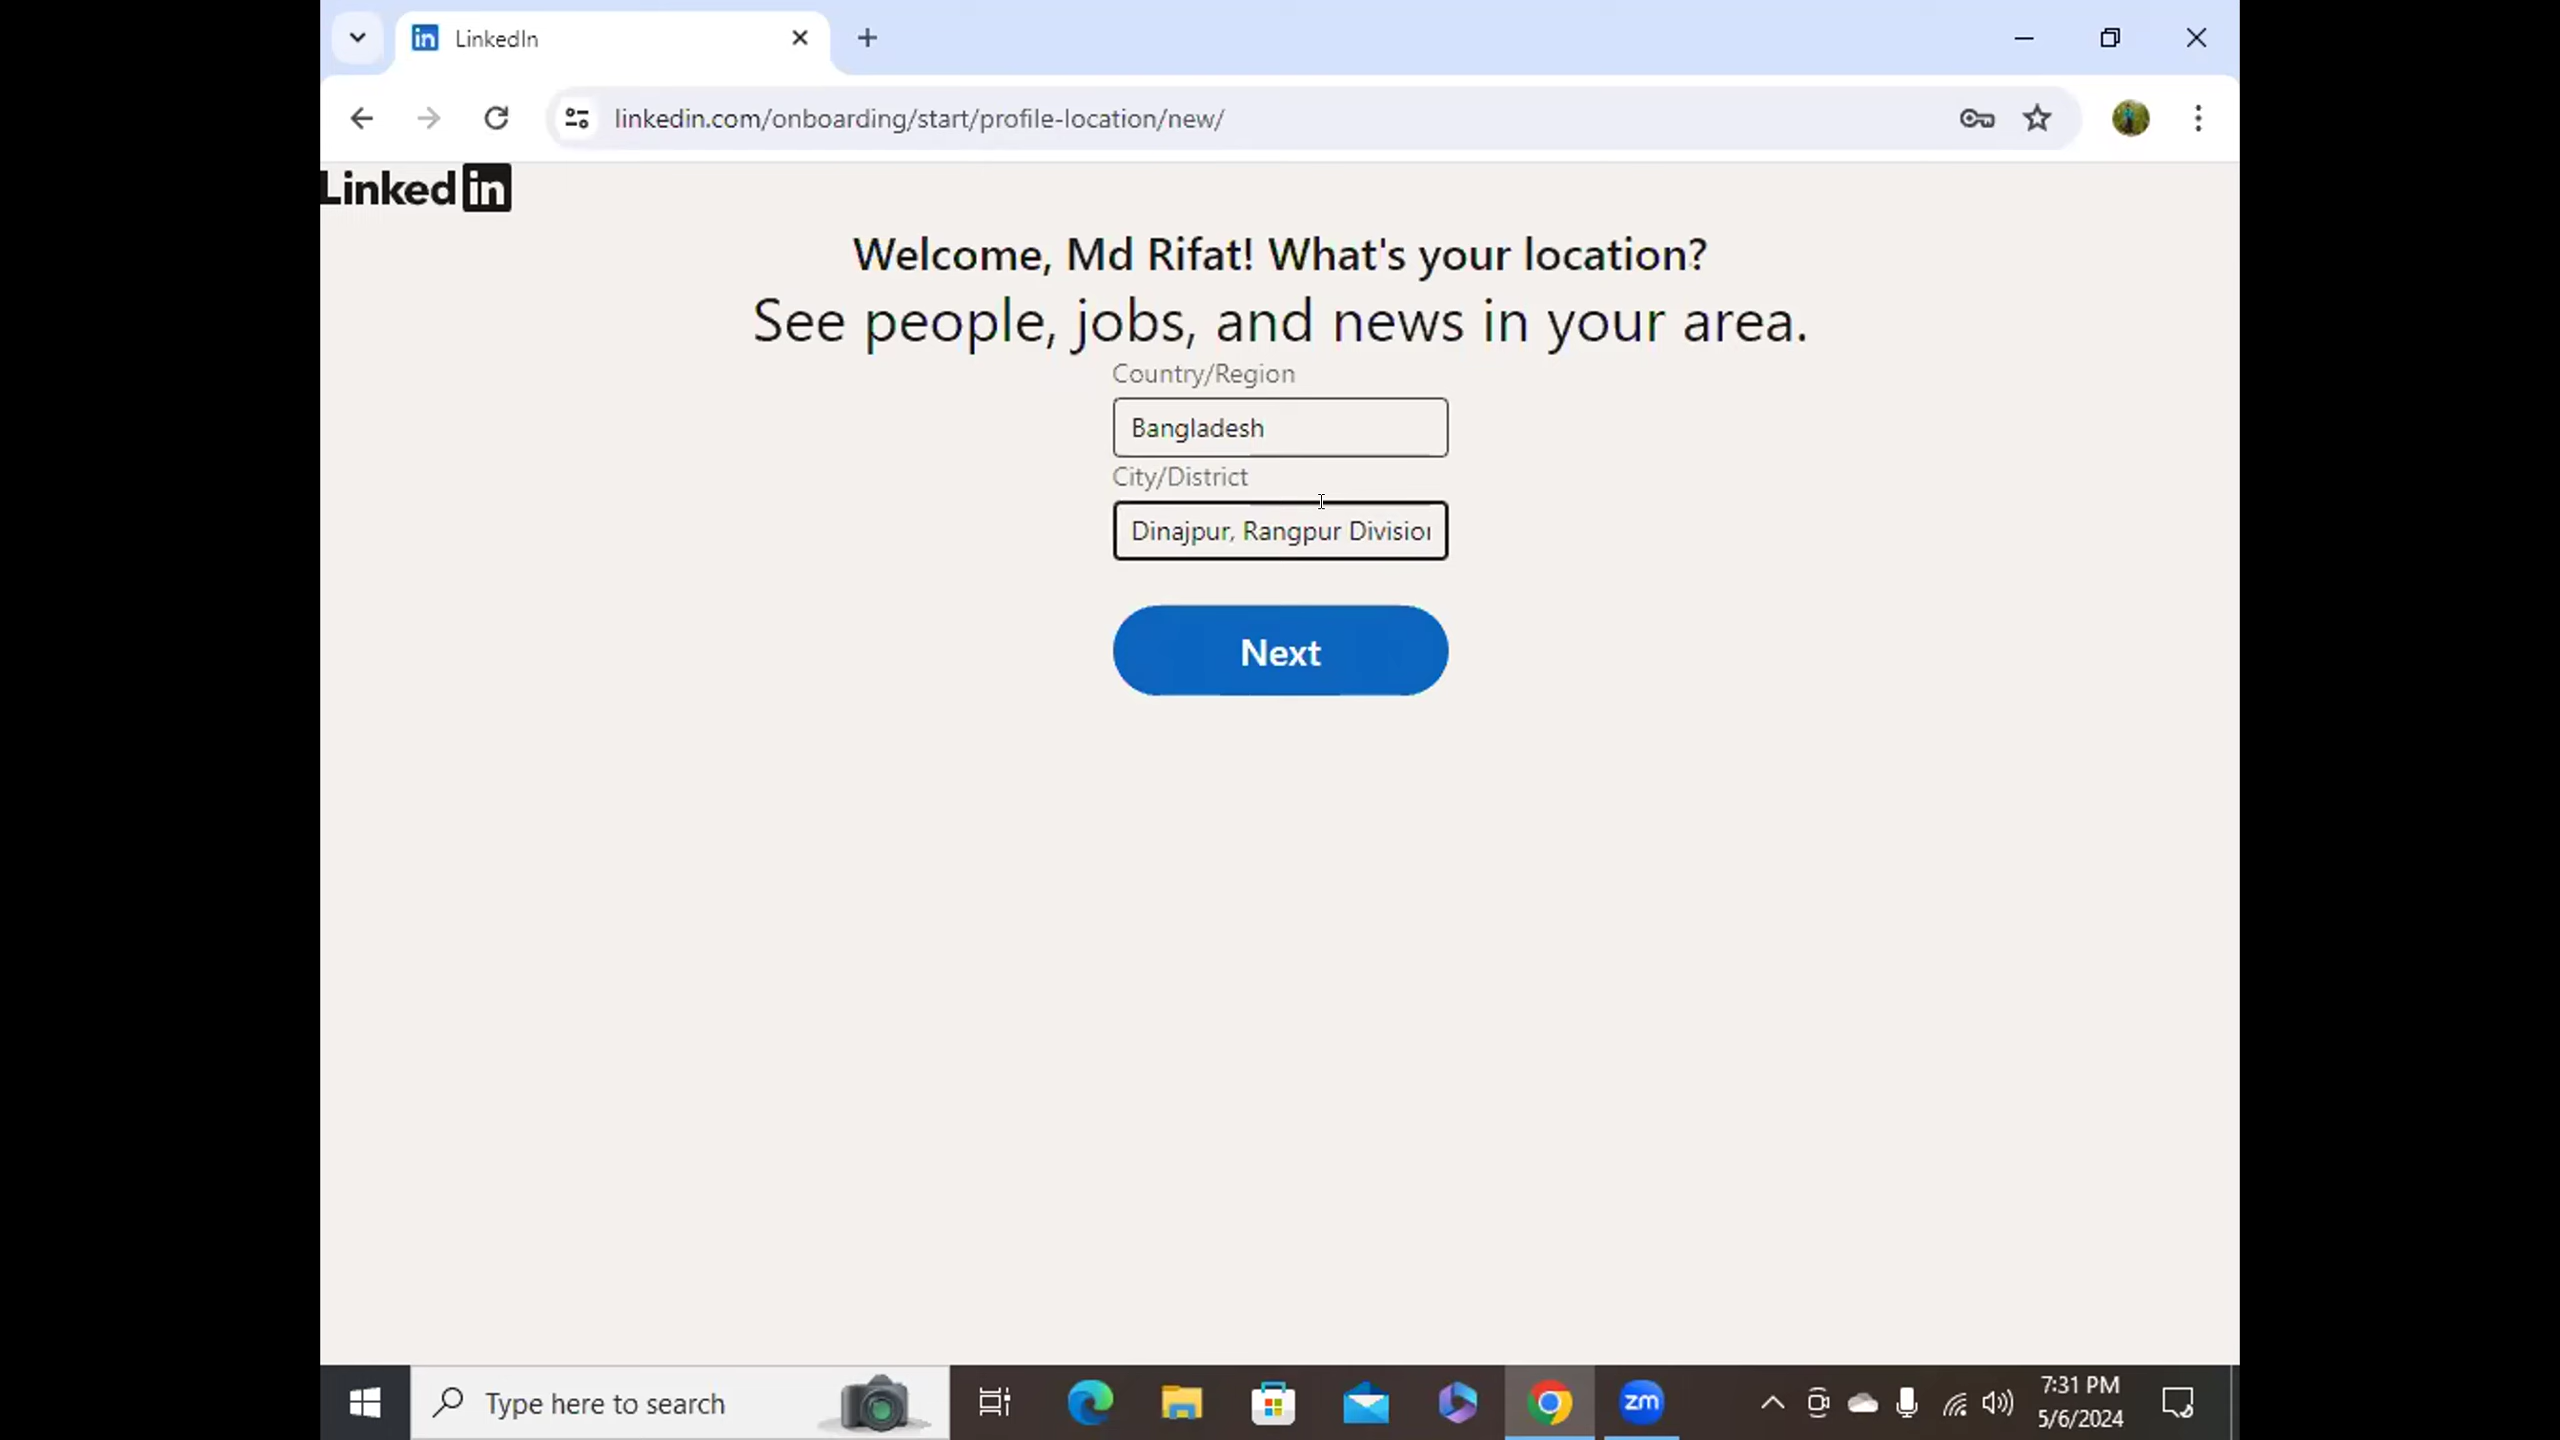 LinkedIn
linkedin.com/onboarding/start/profile-location/new/
Linked in
Welcome, Md Rifat! What's your location?
See people, jobs, and news in your area.
Country/Region
Bangladesh
City/District
Dinajpur, Rangpur Division
Next
Type here to search
zm
7:31 PM
5/6/2024